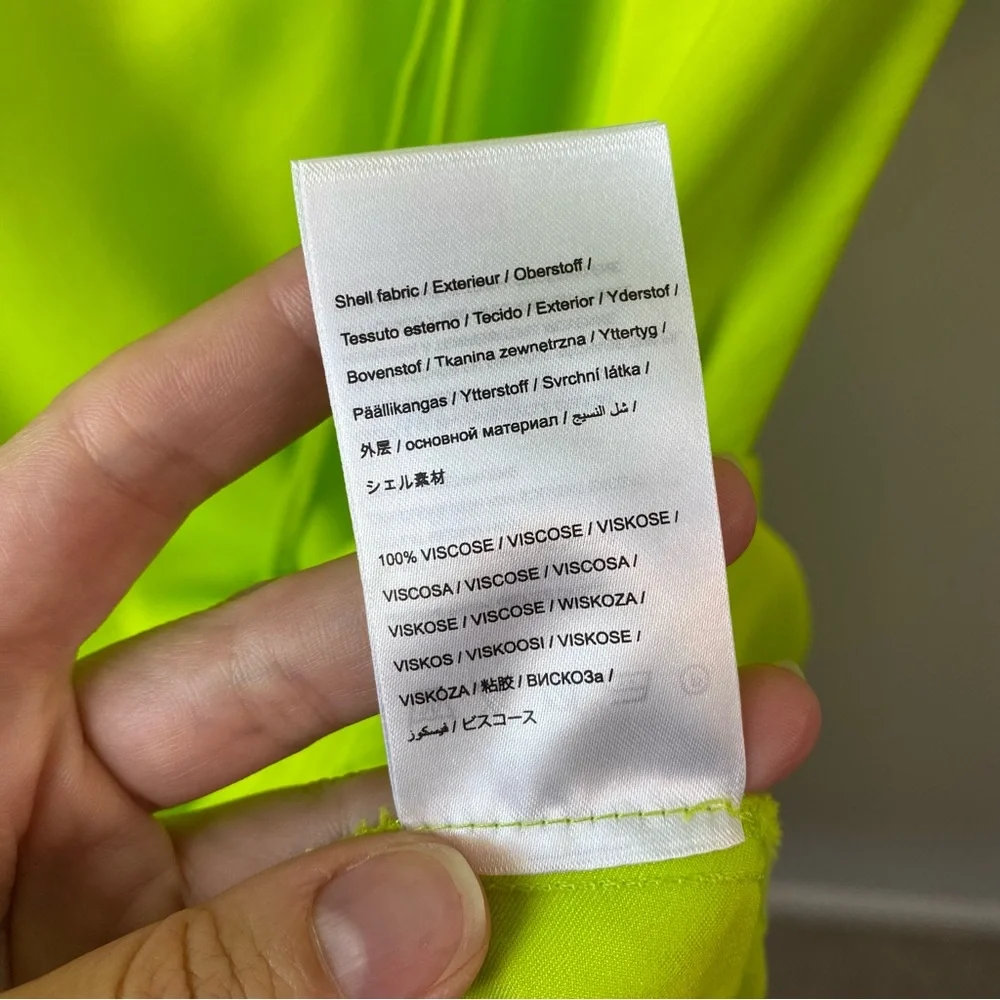 Shell fabric / Exterieur / Oberstoff /
Tessuto esterno / Tecido / Exterior / Yderstof /
Bovenstof / Tkanina zewnętrzna / Yttertyg /
Päällikangas / Ytterstoff / Svrchní látka /
外层 / основной материал / شل النسيج /
シェル素材
100% VISCOSE / VISCOSE / VISKOSE /
VISCOSA / VISCOSE / VISCOSA /
VISKOSE / VISCOSE / WISKOZA /
VISKOS / VISKOOSI / VISKOSE /
VISKÓZA / 粘胶 / ВИСКОЗа /
فيسكوز / ビスコース